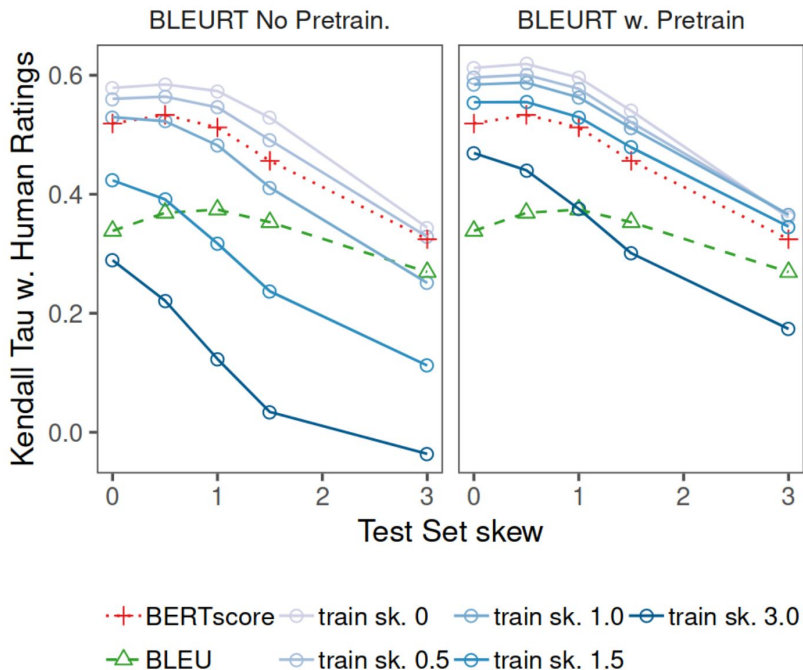 BLEURT No Pretrain. BLEURT w. Pretrain
Kendall Tau w. Human Ratings
0.6
0.4
0.2
0.0
0 1 2 3 0 1 2 3
Test Set skew
BERTscore train sk. 0 train sk. 1.0 train sk. 3.0
BLEU train sk. 0.5 train sk. 1.5